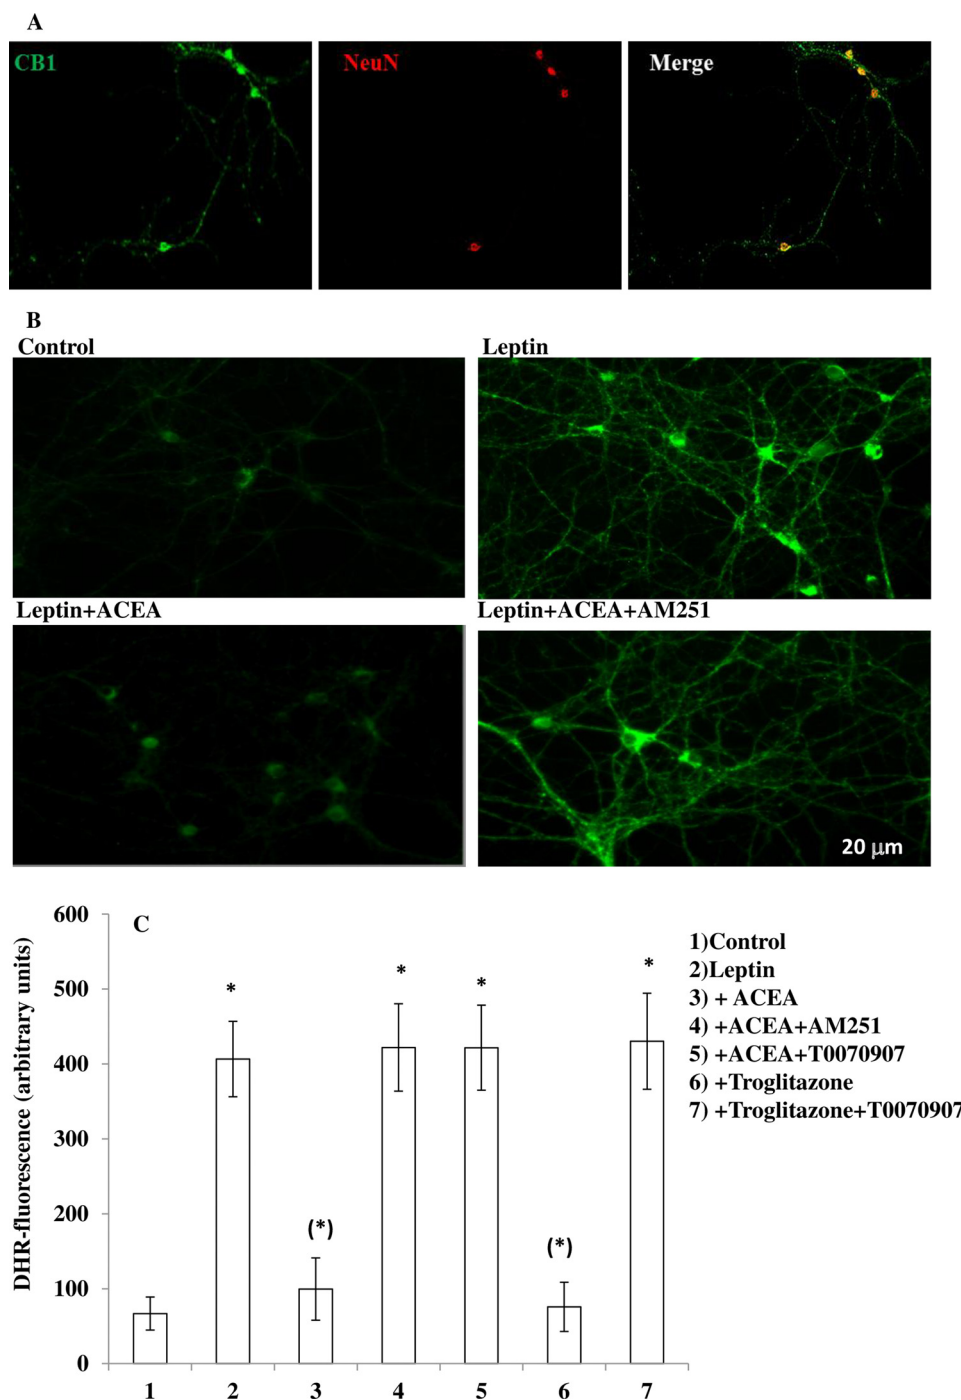 A
CB1
NeuN
Merge
B
Control
Leptin
Leptin+ACEA
Leptin+ACEA+AM251
20 μm
C
DHR-fluorescence (arbitrary units)
600
500
400
300
200
100
0
*
(*)
*
*
(*)
*
1
2
3
4
5
6
7
1)Control
2)Leptin
3) + ACEA
4) +ACEA+AM251
5) +ACEA+T0070907
6) +Troglitazone
7) +Troglitazone+T0070907